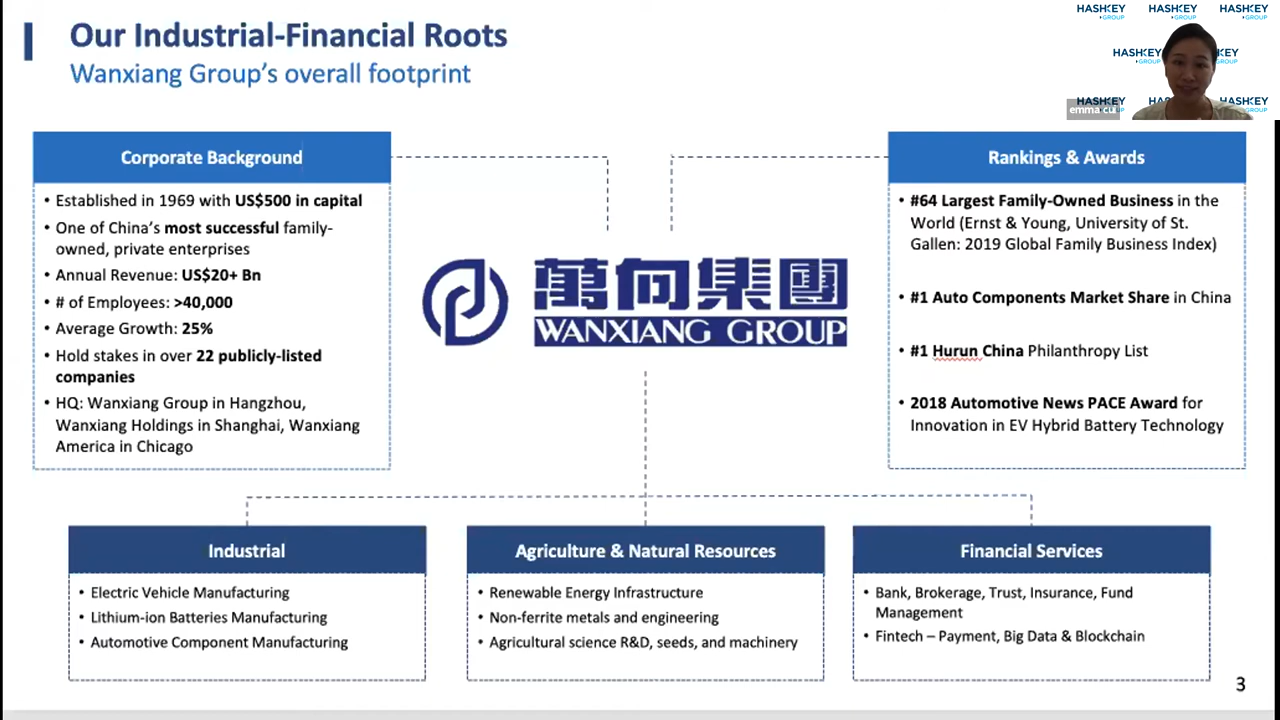 Our Industrial-Financial Roots
Wanxiang Group's overall footprint
HASHKEY
GROUP
HASHKEY
GROUP
HASHKEY
GROUP
HASHKEY
GROUP
KEY
GROUP
HASHKEY
HASHKEY
GROUP
emma cui
Corporate Background
• Established in 1969 with US$500 in capital
• One of China's most successful family-
owned, private enterprises
• Annual Revenue: US$20+ Bn
• # of Employees: >40,000
• Average Growth: 25%
• Hold stakes in over 22 publicly-listed
companies
• HQ: Wanxiang Group in Hangzhou,
Wanxiang Holdings in Shanghai, Wanxiang
America in Chicago
萬向集團
WANXIANG GROUP
Rankings & Awards
• #64 Largest Family-Owned Business in the
World (Ernst & Young, University of St.
Gallen: 2019 Global Family Business Index)
• #1 Auto Components Market Share in China
• #1 Hurun China Philanthropy List
• 2018 Automotive News PACE Award for
Innovation in EV Hybrid Battery Technology
Industrial
• Electric Vehicle Manufacturing
• Lithium-ion Batteries Manufacturing
• Automotive Component Manufacturing
Agriculture & Natural Resources
• Renewable Energy Infrastructure
• Non-ferrite metals and engineering
• Agricultural science R&D, seeds, and machinery
Financial Services
• Bank, Brokerage, Trust, Insurance, Fund
Management
• Fintech – Payment, Big Data & Blockchain
3